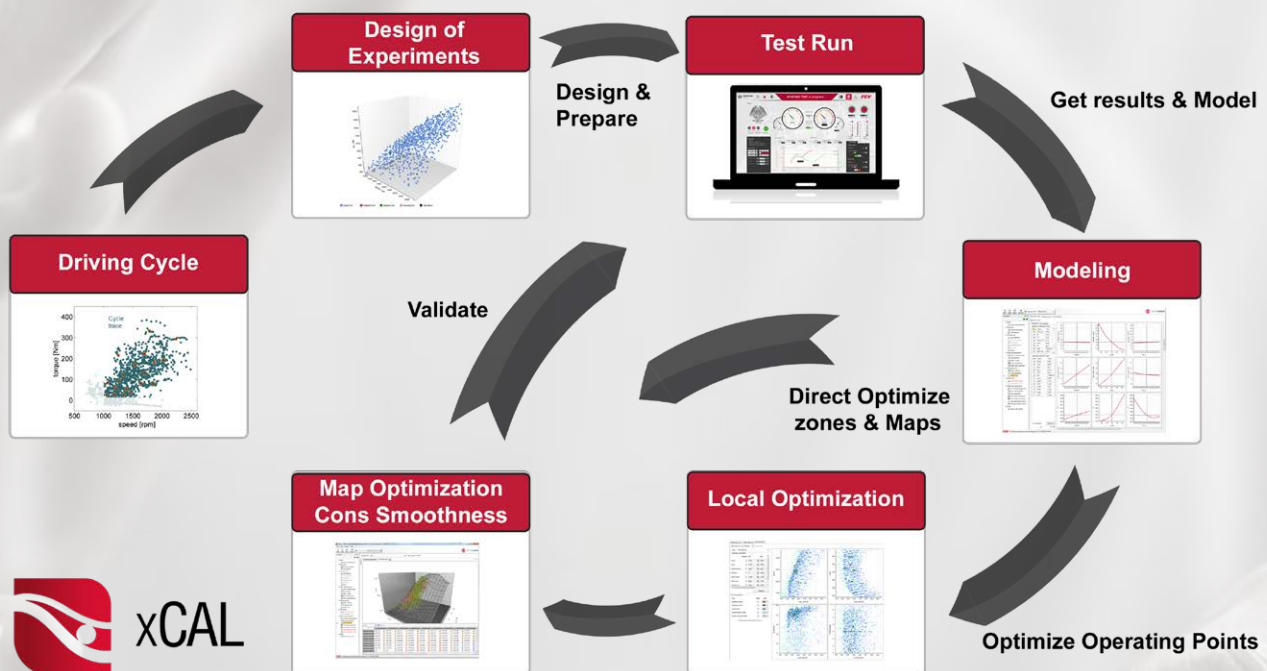 Design of
Experiments
Design &
Prepare
Test Run
Get results & Model
Driving Cycle
Cycle
trace
torque [Nm]
400
300
200
100
0
500 1000 1500 2000 2500
speed [rpm]
Validate
Modeling
Direct Optimize
zones & Maps
Map Optimization
Cons Smoothness
Local Optimization
Optimize Operating Points
xCAL